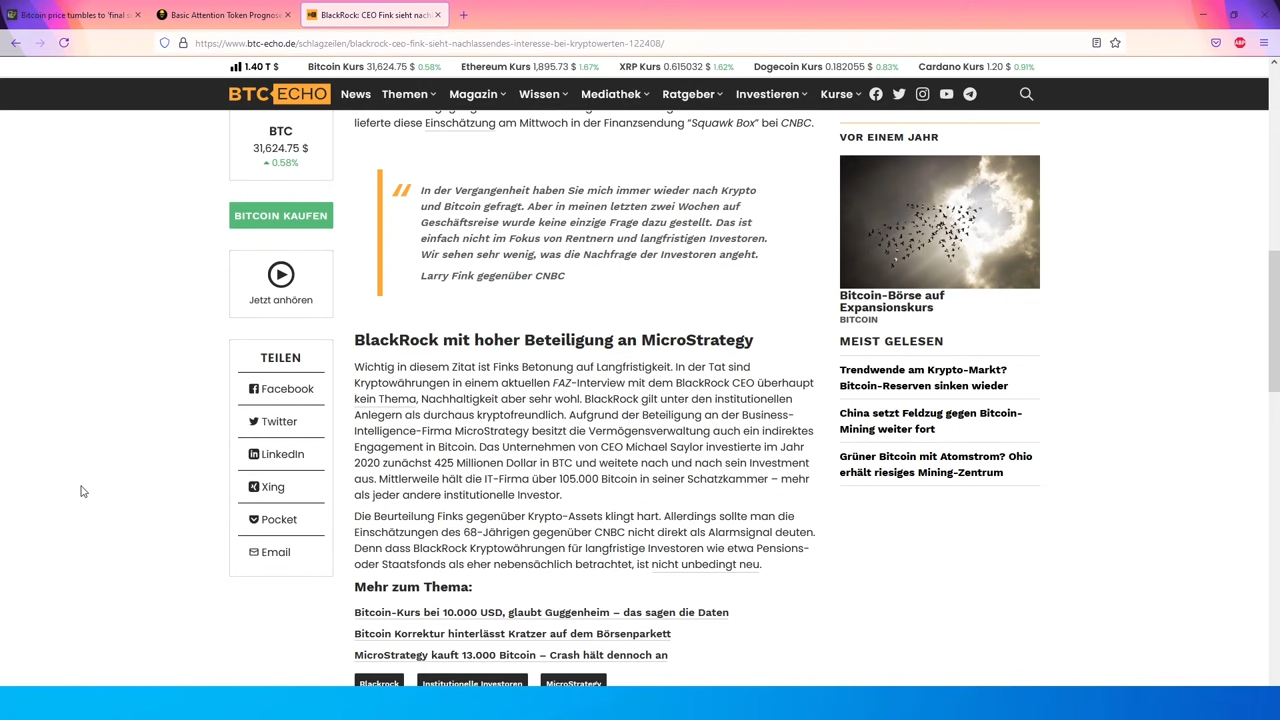 Bitcoin price tumbles to 'final s
Basic Attention Token Prognose
BlackRock: CEO Fink sieht nach
https://www.btc-echo.de/schlagzeilen/blackrock-ceo-fink-sieht-nachlassendes-interesse-bei-kryptowerten-122408/
1.40 T $ Bitcoin Kurs 31,624.75 $ 0.58% Ethereum Kurs 1,895.73 $ 1.67% XRP Kurs 0.615032 $ 1.62% Dogecoin Kurs 0.182055 $ 0.83% Cardano Kurs 1.20 $ 0.91%
BTC-ECHO News Themen Magazin Wissen Mediathek Ratgeber Investieren Kurse
BTC
31,624.75 $
0.58%
BITCOIN KAUFEN
Jetzt anhören
TEILEN
Facebook
Twitter
LinkedIn
Xing
Pocket
Email
lieferte diese Einschätzung am Mittwoch in der Finanzsendung “Squawk Box” bei CNBC.
In der Vergangenheit haben Sie mich immer wieder nach Krypto
und Bitcoin gefragt. Aber in meinen letzten zwei Wochen auf
Geschäftsreise wurde keine einzige Frage dazu gestellt. Das ist
einfach nicht im Fokus von Rentnern und langfristigen Investoren.
Wir sehen sehr wenig, was die Nachfrage der Investoren angeht.
Larry Fink gegenüber CNBC
BlackRock mit hoher Beteiligung an MicroStrategy
Wichtig in diesem Zitat ist Finks Betonung auf Langfristigkeit. In der Tat sind
Kryptowährungen in einem aktuellen FAZ-Interview mit dem BlackRock CEO überhaupt
kein Thema, Nachhaltigkeit aber sehr wohl. BlackRock gilt unter den institutionellen
Anlegern als durchaus kryptofreundlich. Aufgrund der Beteiligung an der Business-
Intelligence-Firma MicroStrategy besitzt die Vermögensverwaltung auch ein indirektes
Engagement in Bitcoin. Das Unternehmen von CEO Michael Saylor investierte im Jahr
2020 zunächst 425 Millionen Dollar in BTC und weitete nach und nach sein Investment
aus. Mittlerweile hält die IT-Firma über 105.000 Bitcoin in seiner Schatzkammer – mehr
als jeder andere institutionelle Investor.
Die Beurteilung Finks gegenüber Krypto-Assets klingt hart. Allerdings sollte man die
Einschätzungen des 68-Jährigen gegenüber CNBC nicht direkt als Alarmsignal deuten.
Denn dass BlackRock Kryptowährungen für langfristige Investoren wie etwa Pensions-
oder Staatsfonds als eher nebensächlich betrachtet, ist nicht unbedingt neu.
Mehr zum Thema:
Bitcoin-Kurs bei 10.000 USD, glaubt Guggenheim – das sagen die Daten
Bitcoin Korrektur hinterlässt Kratzer auf dem Börsenparkett
MicroStrategy kauft 13.000 Bitcoin – Crash hält dennoch an
Blackrock Institutionelle Investoren MicroStrategy
VOR EINEM JAHR
Bitcoin-Börse auf
Expansionskurs
BITCOIN
MEIST GELESEN
Trendwende am Krypto-Markt?
Bitcoin-Reserven sinken wieder
China setzt Feldzug gegen Bitcoin-
Mining weiter fort
Grüner Bitcoin mit Atomstrom? Ohio
erhält riesiges Mining-Zentrum